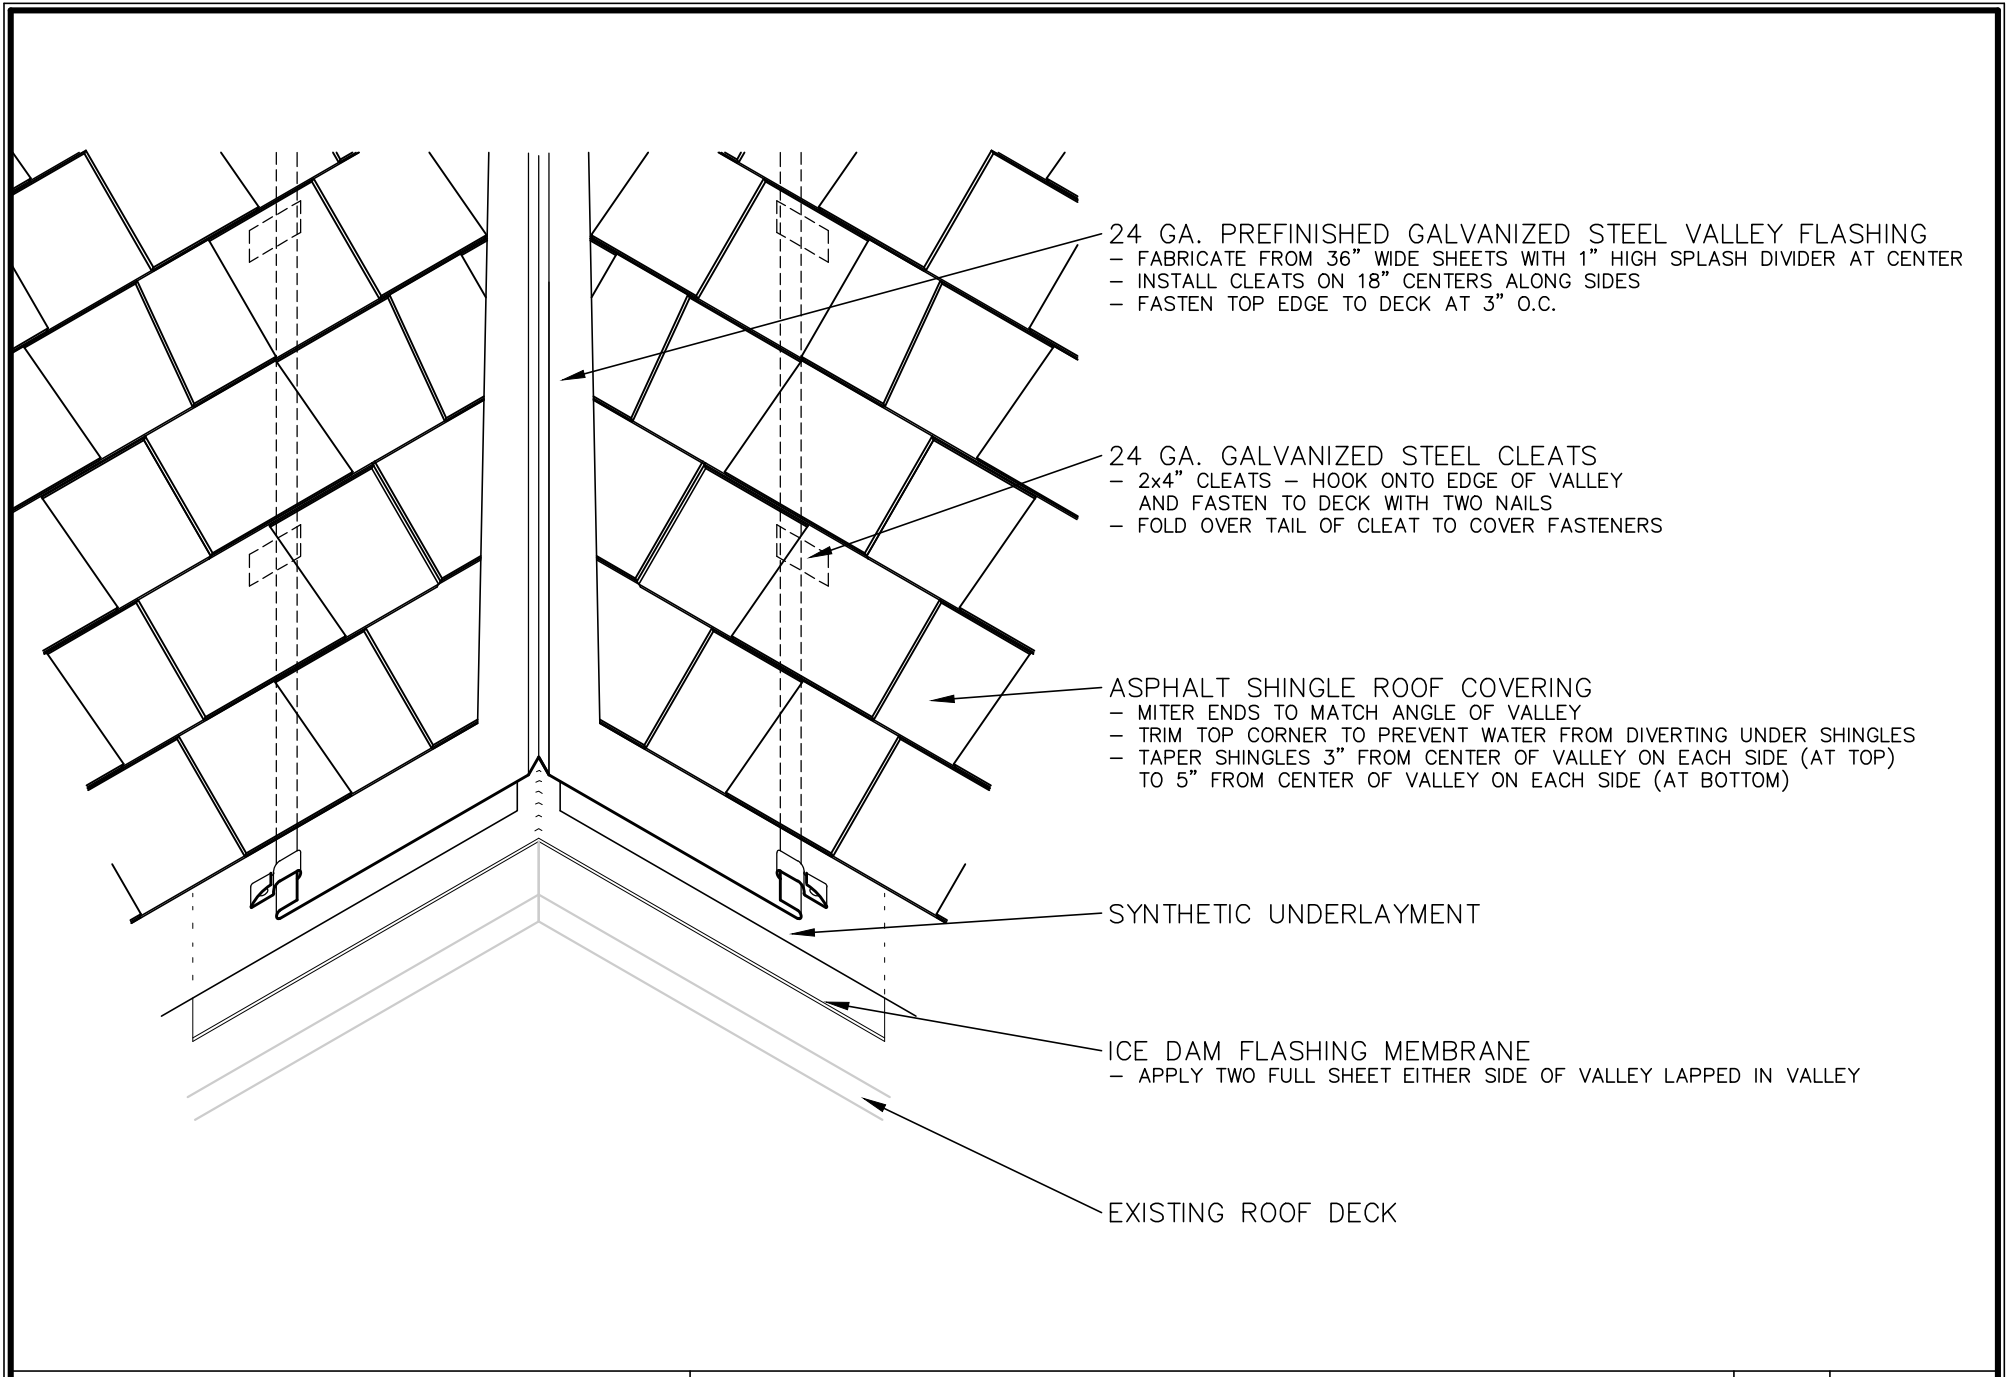 24 GA. PREFINISHED GALVANIZED STEEL VALLEY FLASHING
– FABRICATE FROM 36" WIDE SHEETS WITH 1" HIGH SPLASH DIVIDER AT CENTER
– INSTALL CLEATS ON 18" CENTERS ALONG SIDES
– FASTEN TOP EDGE TO DECK AT 3" O.C.
24 GA. GALVANIZED STEEL CLEATS
– 2x4" CLEATS – HOOK ONTO EDGE OF VALLEY
AND FASTEN TO DECK WITH TWO NAILS
– FOLD OVER TAIL OF CLEAT TO COVER FASTENERS
ASPHALT SHINGLE ROOF COVERING
– MITER ENDS TO MATCH ANGLE OF VALLEY
– TRIM TOP CORNER TO PREVENT WATER FROM DIVERTING UNDER SHINGLES
– TAPER SHINGLES 3" FROM CENTER OF VALLEY ON EACH SIDE (AT TOP)
TO 5" FROM CENTER OF VALLEY ON EACH SIDE (AT BOTTOM)
SYNTHETIC UNDERLAYMENT
ICE DAM FLASHING MEMBRANE
– APPLY TWO FULL SHEET EITHER SIDE OF VALLEY LAPPED IN VALLEY
EXISTING ROOF DECK